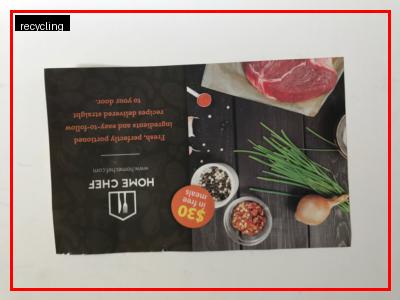 recycling
HOME CHEF
www.homechef.com
Fresh, perfectly portioned
ingredients and easy-to-follow
recipes delivered straight
to your door.
$30
in free
meals